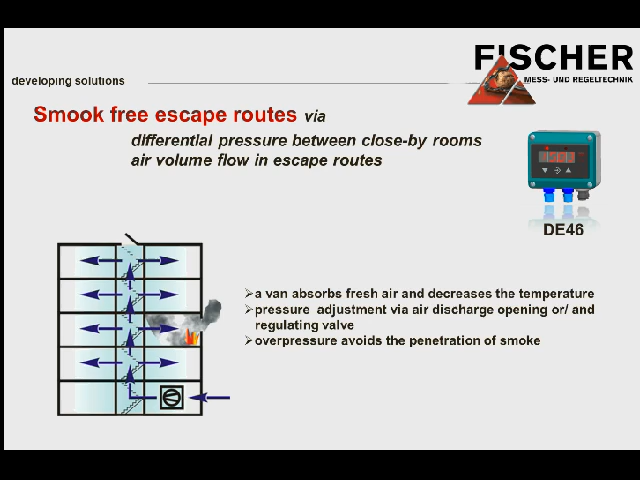 FISCHER
MESS- UND REGELTECHNIK
developing solutions
Smook free escape routes via
differential pressure between close-by rooms
air volume flow in escape routes
DE46
➢a van absorbs fresh air and decreases the temperature
➢pressure adjustment via air discharge opening or/ and
regulating valve
➢overpressure avoids the penetration of smoke